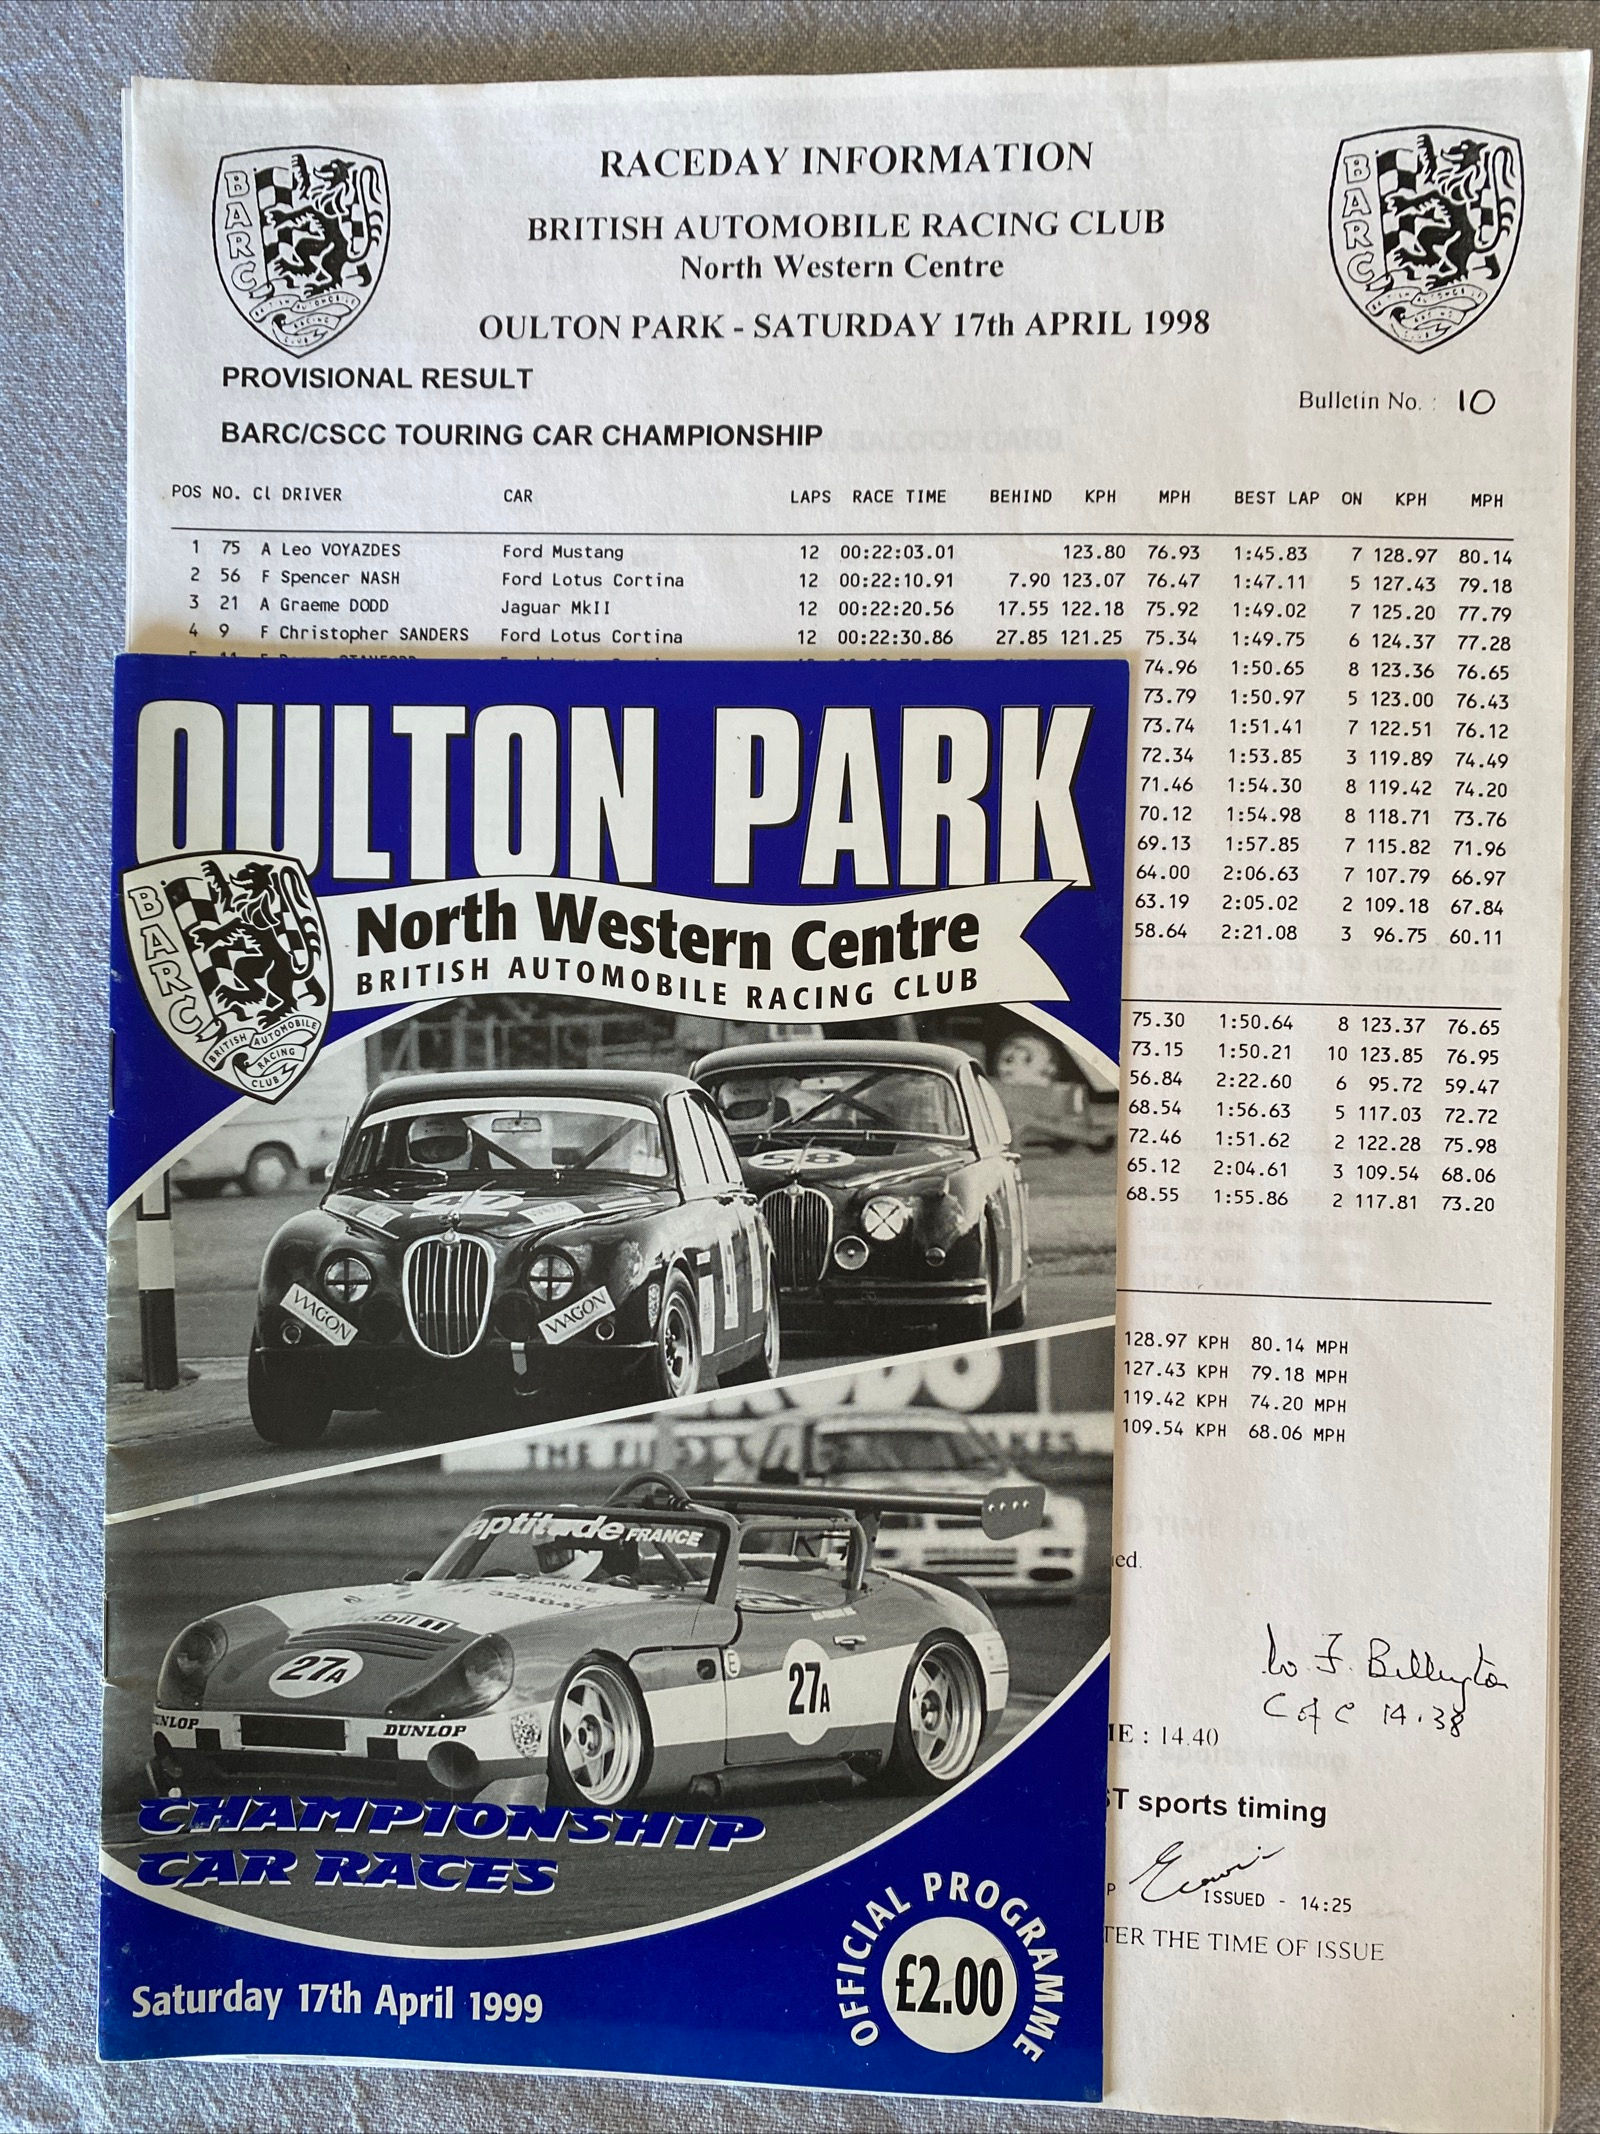 RACEDAY INFORMATION
BRITISH AUTOMOBILE RACING CLUB
North Western Centre
OULTON PARK - SATURDAY 17th APRIL 1998
BARC
BARC
PROVISIONAL RESULT
Bulletin No. : 10
BARC/CSCC TOURING CAR CHAMPIONSHIP
POS NO. Cl DRIVER CAR LAPS RACE TIME BEHIND KPH MPH BEST LAP ON KPH MPH
1 75 A Leo VOYAZDES Ford Mustang 12 00:22:03.01 123.80 76.93 1:45.83 7 128.97 80.14
2 56 F Spencer NASH Ford Lotus Cortina 12 00:22:10.91 7.90 123.07 76.47 1:47.11 5 127.43 79.18
3 21 A Graeme DODD Jaguar MkII 12 00:22:20.56 17.55 122.18 75.92 1:49.02 7 125.20 77.79
4 9 F Christopher SANDERS Ford Lotus Cortina 12 00:22:30.86 27.85 121.25 75.34 1:49.75 6 124.37 77.28
74.96 1:50.65 8 123.36 76.65
73.79 1:50.97 5 123.00 76.43
73.74 1:51.41 7 122.51 76.12
72.34 1:53.85 3 119.89 74.49
71.46 1:54.30 8 119.42 74.20
70.12 1:54.98 8 118.71 73.76
69.13 1:57.85 7 115.82 71.96
64.00 2:06.63 7 107.79 66.97
63.19 2:05.02 2 109.18 67.84
58.64 2:21.08 3 96.75 60.11
75.30 1:50.64 8 123.37 76.65
73.15 1:50.21 10 123.85 76.95
56.84 2:22.60 6 95.72 59.47
68.54 1:56.63 5 117.03 72.72
72.46 1:51.62 2 122.28 75.98
65.12 2:04.61 3 109.54 68.06
68.55 1:55.86 2 117.81 73.20
128.97 KPH 80.14 MPH
127.43 KPH 79.18 MPH
119.42 KPH 74.20 MPH
109.54 KPH 68.06 MPH
C of C 14.38
: 14.40
sports timing
ISSUED - 14:25
THE TIME OF ISSUE
OULTON PARK
BARC
BRITISH AUTOMOBILE RACING CLUB
North Western Centre
BRITISH AUTOMOBILE RACING CLUB
42
58
WAGON
WAGON
aptitude FRANCE
Mobil 1
27A
27A
DUNLOP
CHAMPIONSHIP
CAR RACES
Saturday 17th April 1999
OFFICIAL PROGRAMME
£2.00